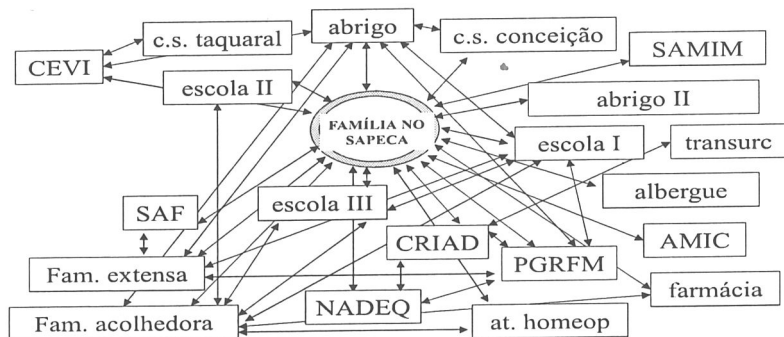 abrigo
c.s. taquaral
c.s. conceição
SAMIM
CEVI
escola II
abrigo II
FAMÍLIA NO
SAPECA
escola I
transurc
albergue
SAF
escola III
CRIAD
AMIC
Fam. extensa
PGRFM
farmácia
NADEQ
Fam. acolhedora
at. homeop